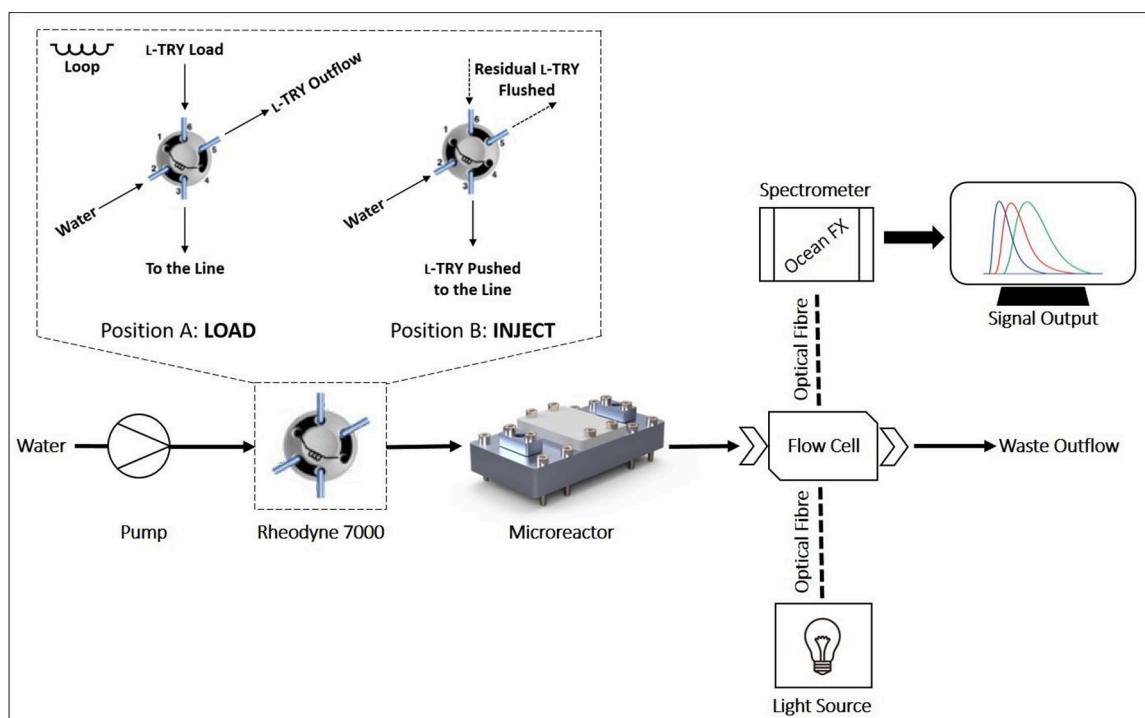 Loop
L-TRY Load
L-TRY Outflow
1
6
5
2
3
4
Water
To the Line
Position A: LOAD
Residual L-TRY
Flushed
1
6
5
2
3
4
Water
L-TRY Pushed
to the Line
Position B: INJECT
Spectrometer
Ocean FX
Signal Output
Optical Fibre
Water
Pump
Rheodyne 7000
Microreactor
Flow Cell
Waste Outflow
Optical Fibre
Light Source